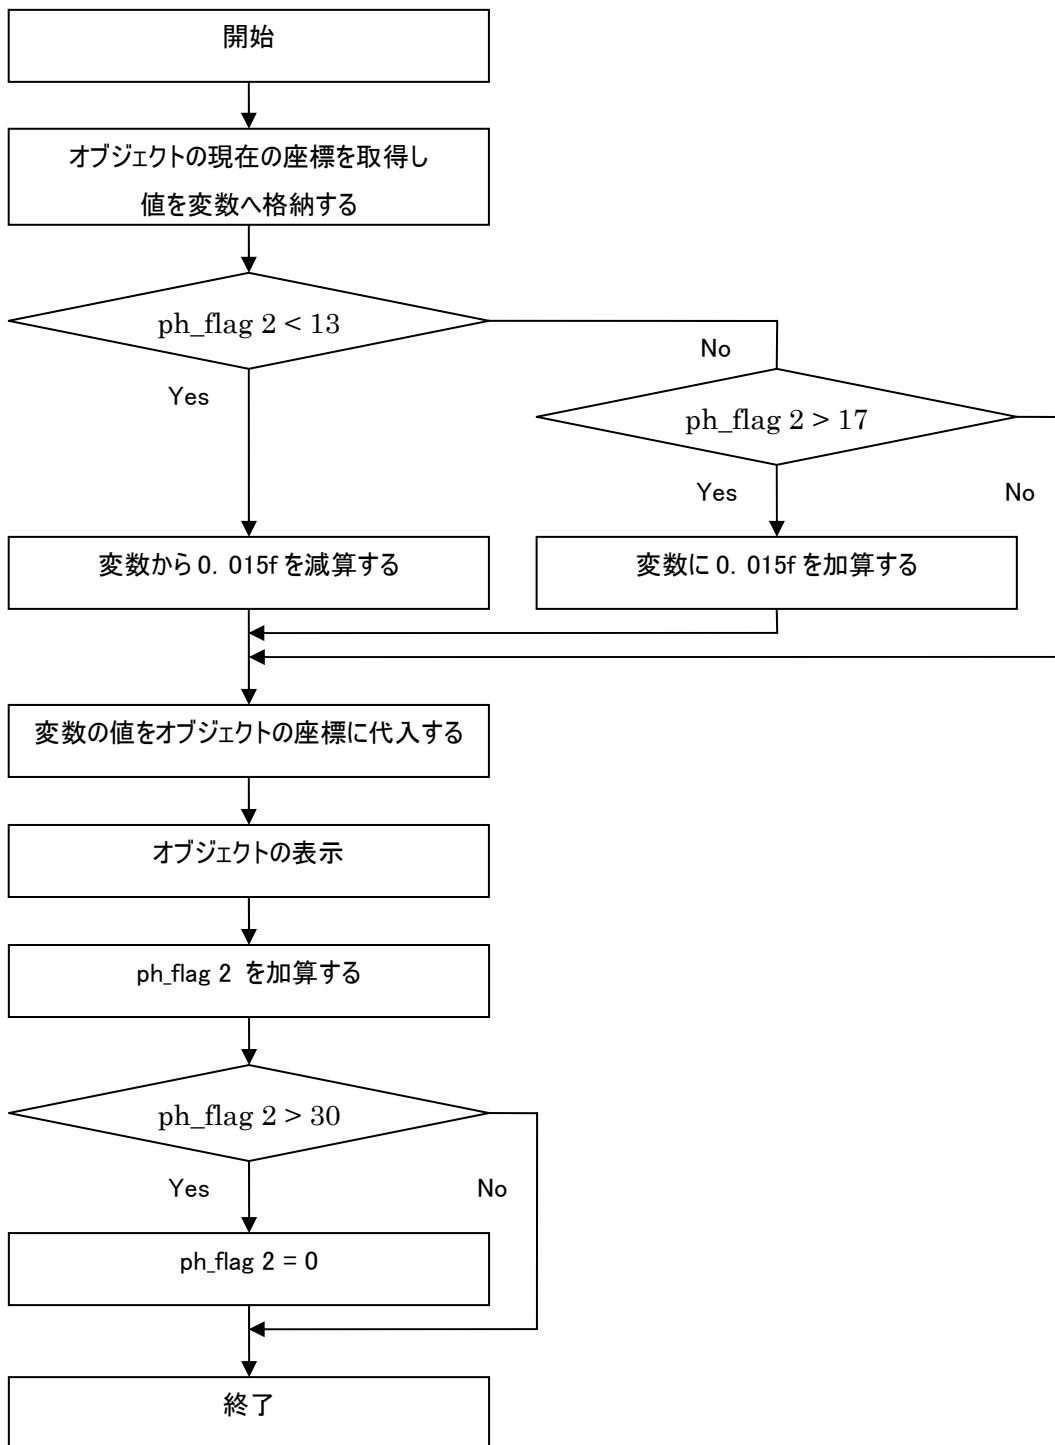 開始
オブジェクトの現在の座標を取得し
値を変数へ格納する
ph_flag 2 < 13
No
Yes
ph_flag 2 > 17
Yes
No
変数から 0．015f を減算する
変数に 0．015f を加算する
変数の値をオブジェクトの座標に代入する
オブジェクトの表示
ph_flag 2 を加算する
ph_flag 2 > 30
Yes
No
ph_flag 2 = 0
終了